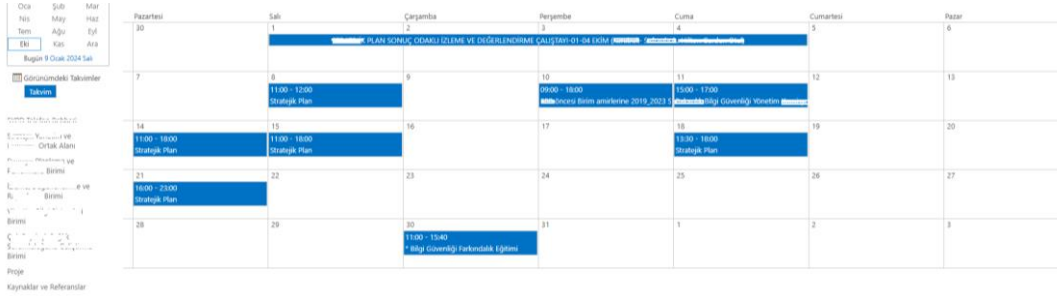 Oca Şub Mar
Nis May Haz
Tem Ağu Eyl
Eki Kas Ara
Bugün 9 Ocak 2024 Salı
Görünümdeki Takvimler
Takvim
Ortak Alanı
ve
Birimi
e ve
Birimi
Birimi
Birimi
Proje
Kaynaklar ve Referanslar
Pazartesi Salı Çarşamba Perşembe Cuma Cumartesi Pazar
30 1 2 3 4 5 6
PLAN SONUÇ ODAKLI İZLEME VE DEĞERLENDİRME ÇALIŞTAYI-01-04 EKİM
7 8 9 10 11 12 13
11:00 - 12:00 09:00 - 18:00 15:00 - 17:00
Stratejik Plan öncesi Birim amirlerine 2019_2023 S Bilgi Güvenliği Yönetim
14 15 16 17 18 19 20
11:00 - 18:00 11:00 - 18:00 13:30 - 18:00
Stratejik Plan Stratejik Plan Stratejik Plan
21 22 23 24 25 26 27
16:00 - 23:00
Stratejik Plan
28 29 30 31 1 2 3
11:00 - 15:40
* Bilgi Güvenliği Farkındalık Eğitimi